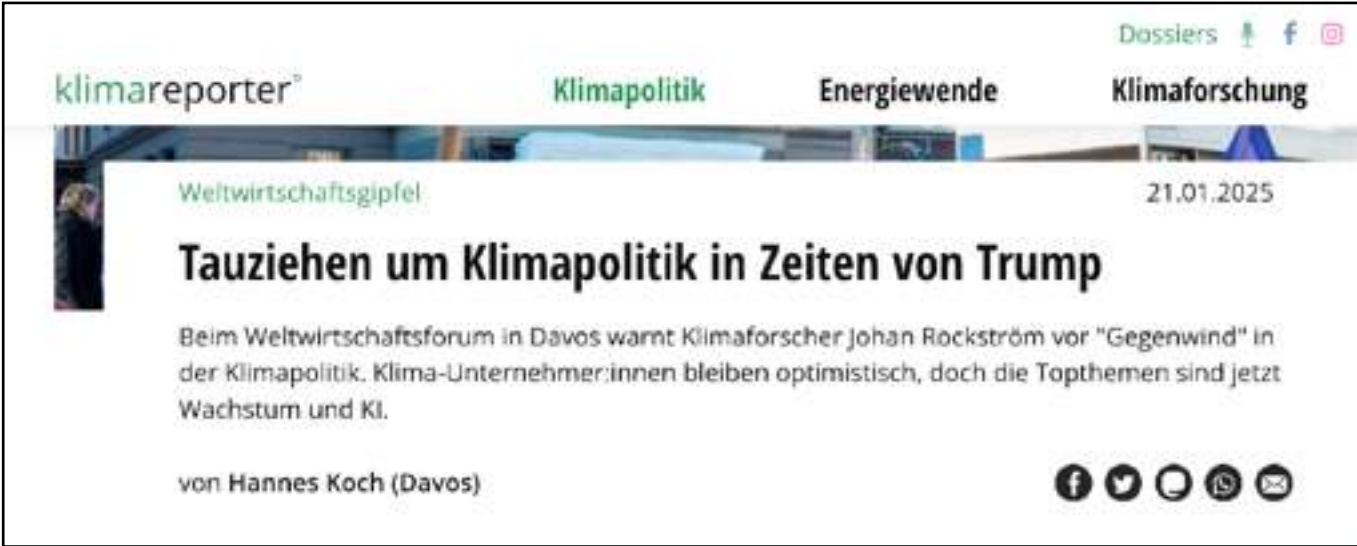 Dossiers
klimareporter°
Klimapolitik Energiewende Klimaforschung
Weltwirtschaftsgipfel 21.01.2025
Tauziehen um Klimapolitik in Zeiten von Trump
Beim Weltwirtschaftsforum in Davos warnt Klimaforscher Johan Rockström vor "Gegenwind" in
der Klimapolitik. Klima-Unternehmer:innen bleiben optimistisch, doch die Topthemen sind jetzt
Wachstum und KI.
von Hannes Koch (Davos)